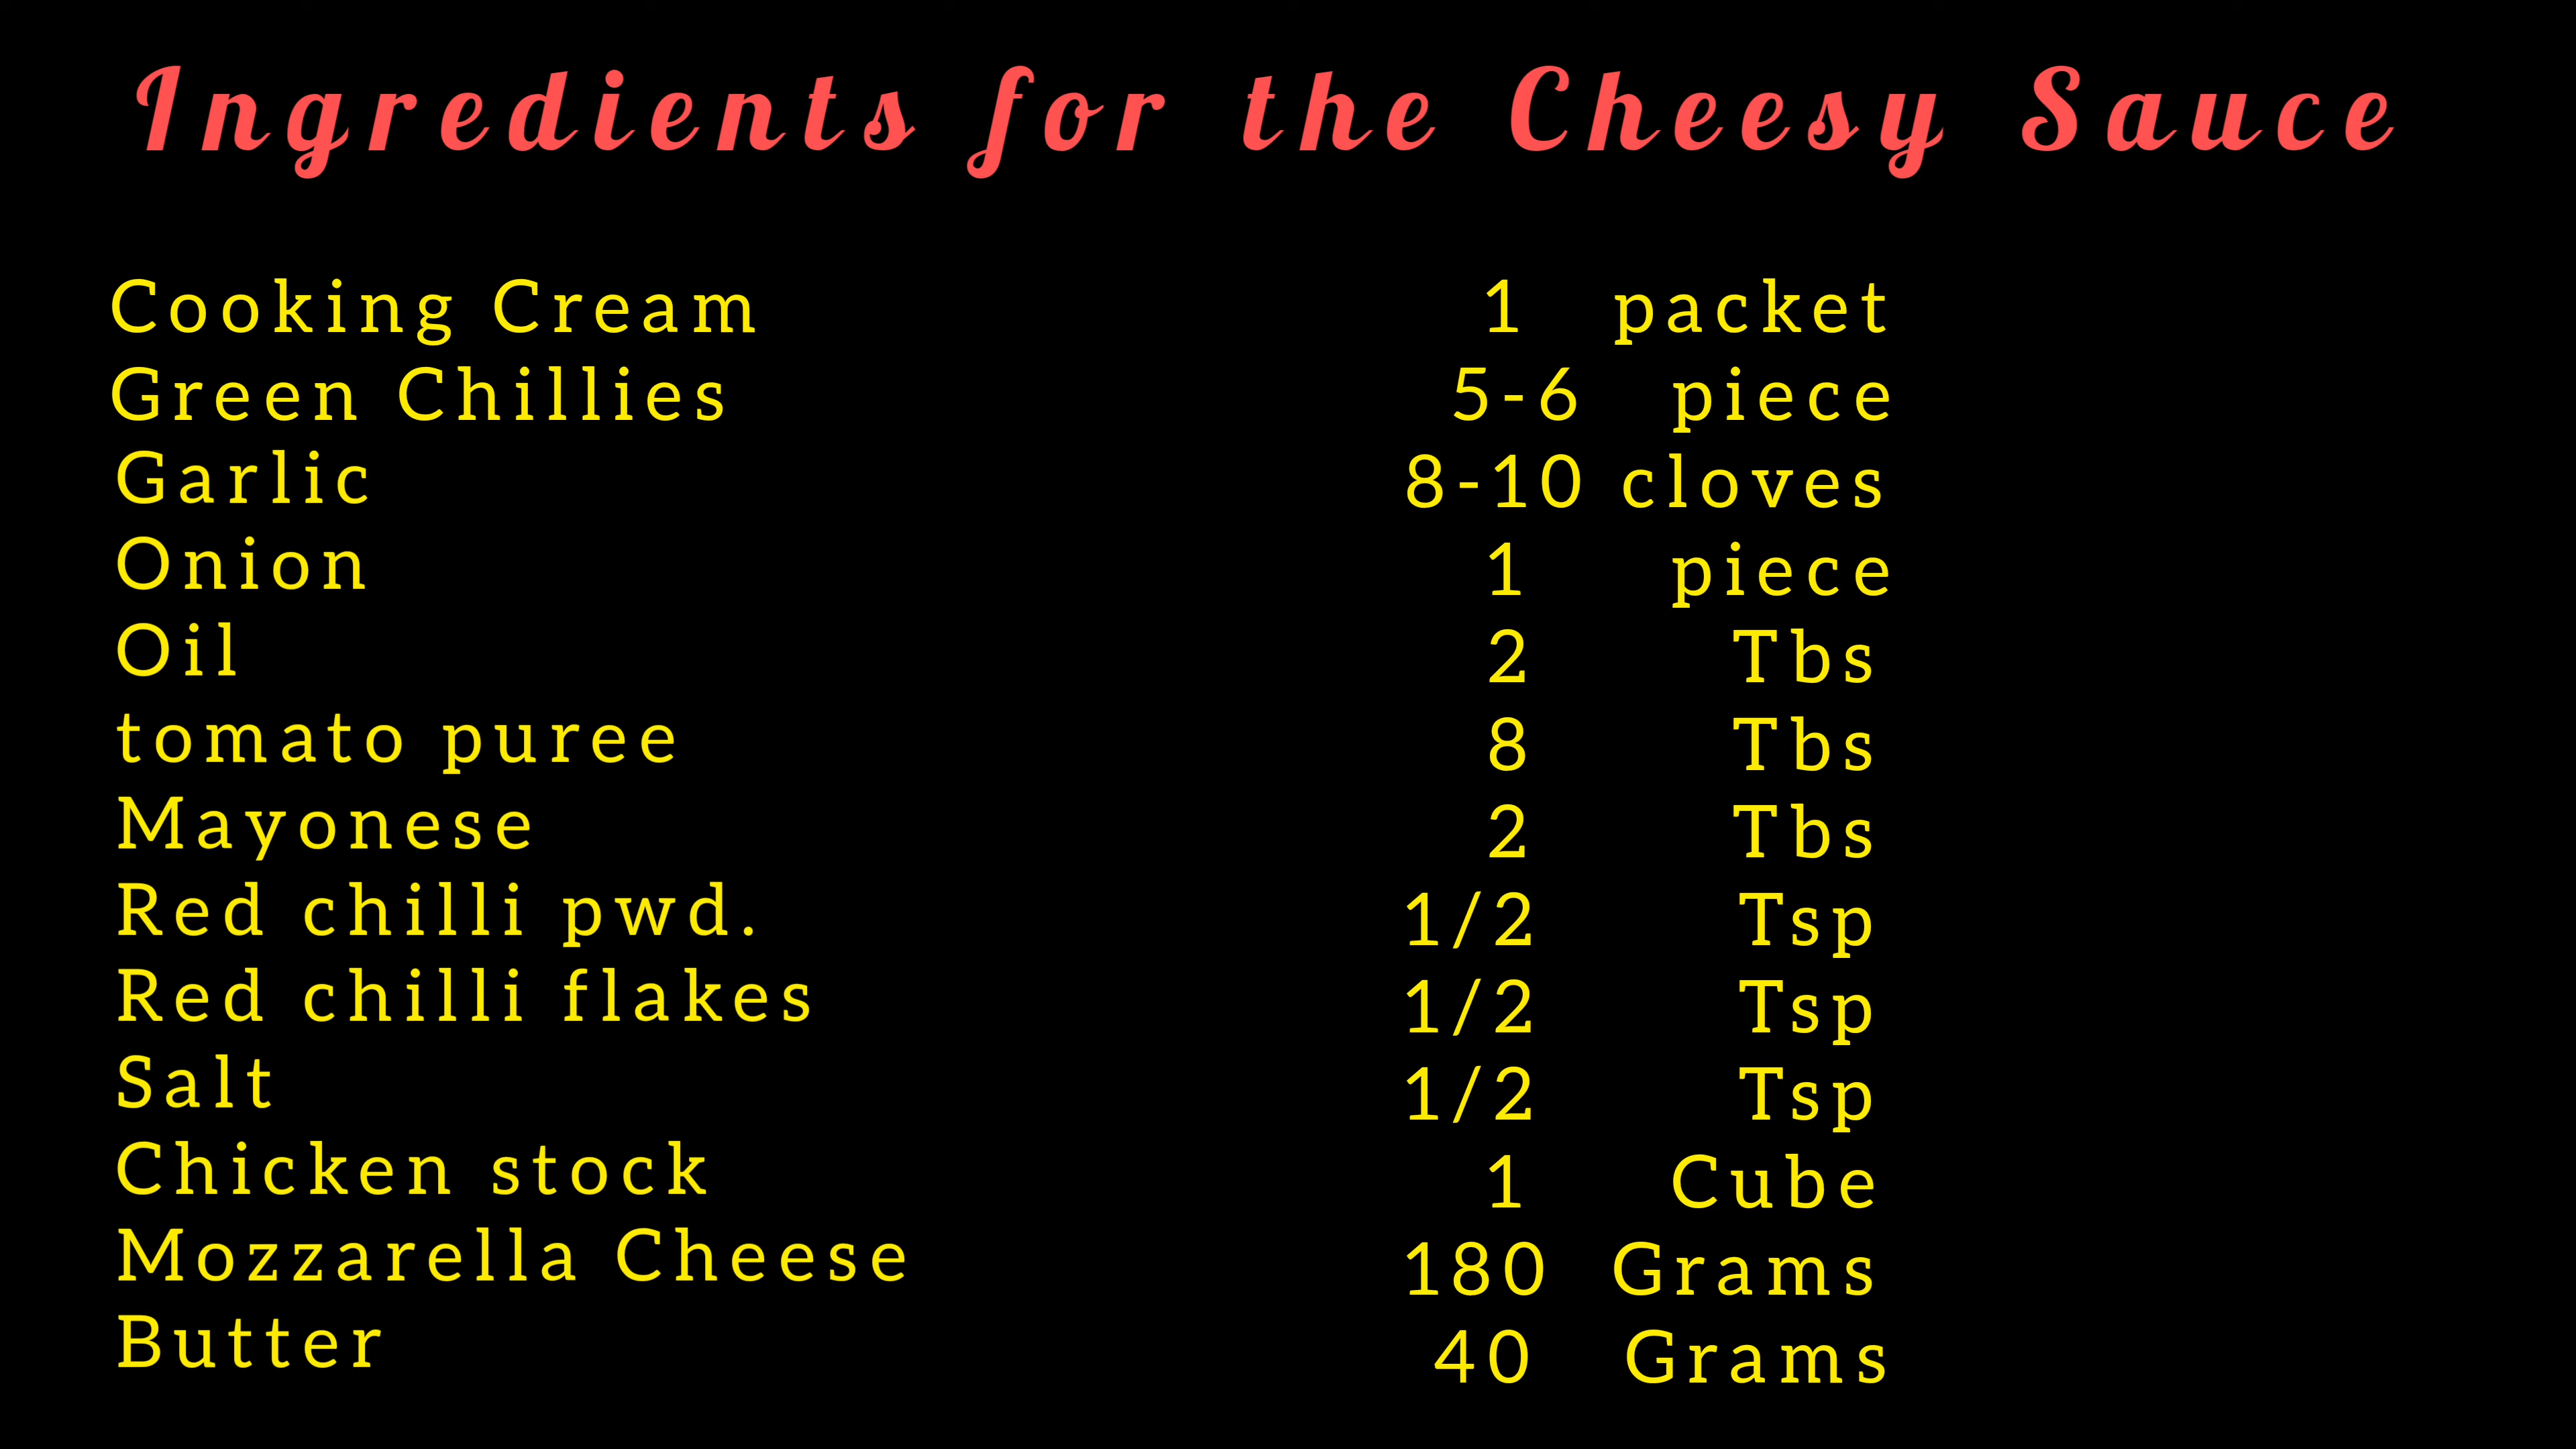 Ingredients for the Cheesy Sauce
Cooking Cream 1 packet
Green Chillies 5-6 piece
Garlic 8-10 cloves
Onion 1 piece
Oil 2 Tbs
tomato puree 8 Tbs
Mayonese 2 Tbs
Red chilli pwd. 1/2 Tsp
Red chilli flakes 1/2 Tsp
Salt 1/2 Tsp
Chicken stock 1 Cube
Mozzarella Cheese 180 Grams
Butter 40 Grams